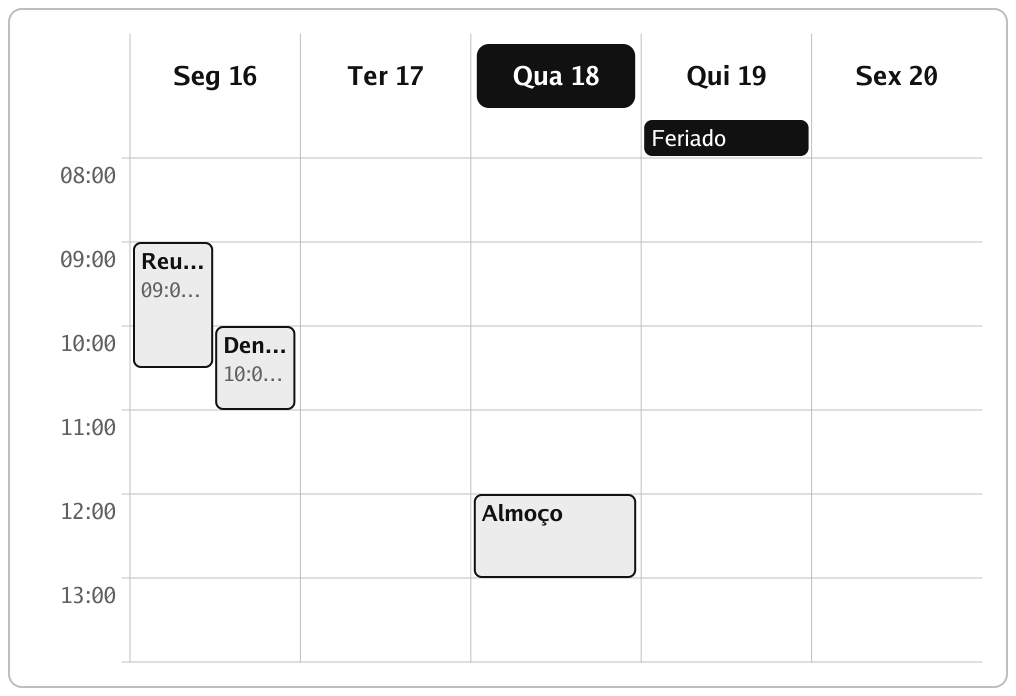 Seg 16
Ter 17
Qua 18
Qui 19
Sex 20
Feriado
08:00
09:00
Reu...
09:0...
10:00
Den...
10:0...
11:00
12:00
Almoço
13:00